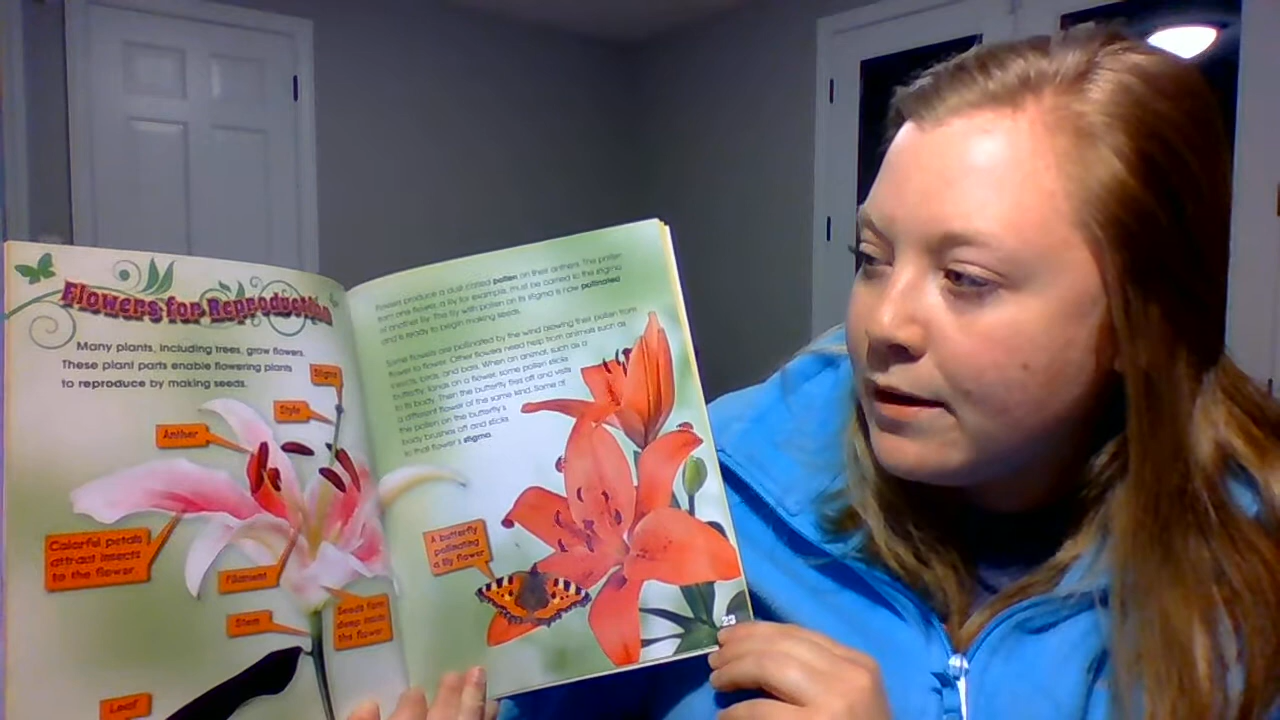 Flowers for Reproduction
Many plants, including trees, grow flowers.
These plant parts enable flowering plants
to reproduce by making seeds.
Stigma
Style
Anther
Colorful petals
attract insects
to the flower.
Filament
Stem
Seeds form
deep inside
the flower
Leaf
Flowers produce a dust called pollen on their anthers. The pollen
from one flower, a lily for example, must be carried to the stigma
of another lily. The lily with pollen on its stigma is now pollinated
and is ready to begin making seeds.
Some flowers are pollinated by the wind blowing their pollen from
flower to flower. Other flowers need help from animals such as
insects, birds, and bats. When an animal, such as a
butterfly, lands on a flower, some pollen sticks
to its body. Then the butterfly flies off and visits
a different flower of the same kind. Some of
the pollen on the butterfly's
body brushes off and sticks
to that flower's stigma.
A butterfly
pollinating
a lily flower
23